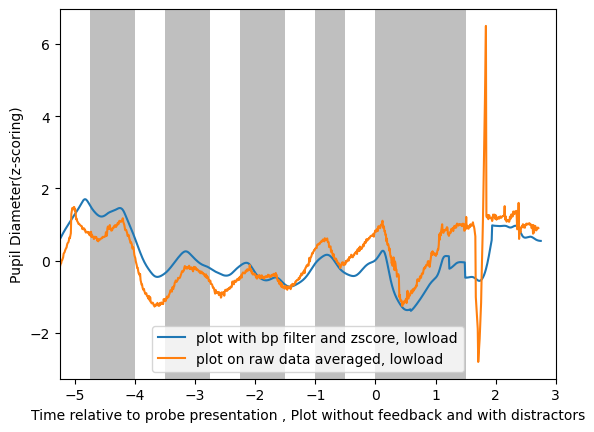 Pupil Diameter(z-scoring)
6
4
2
0
−2
plot with bp filter and zscore, lowload
plot on raw data averaged, lowload
−5 −4 −3 −2 −1 0 1 2 3
Time relative to probe presentation , Plot without feedback and with distractors